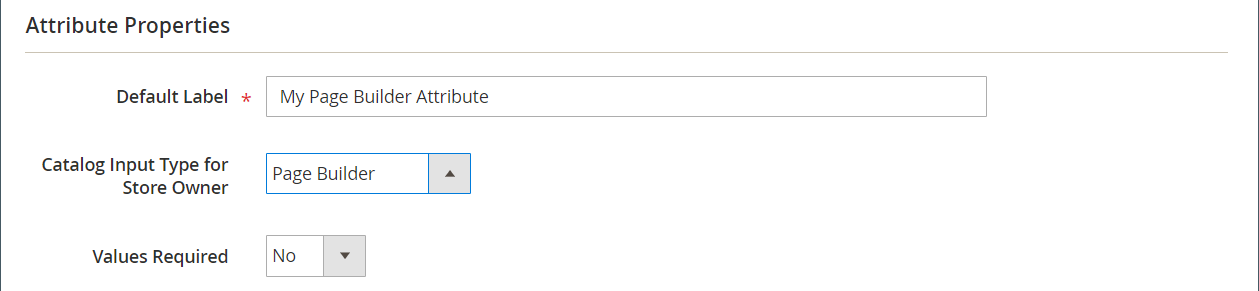 Attribute Properties
Default Label * My Page Builder Attribute
Catalog Input Type for
Store Owner
Page Builder
Values Required No